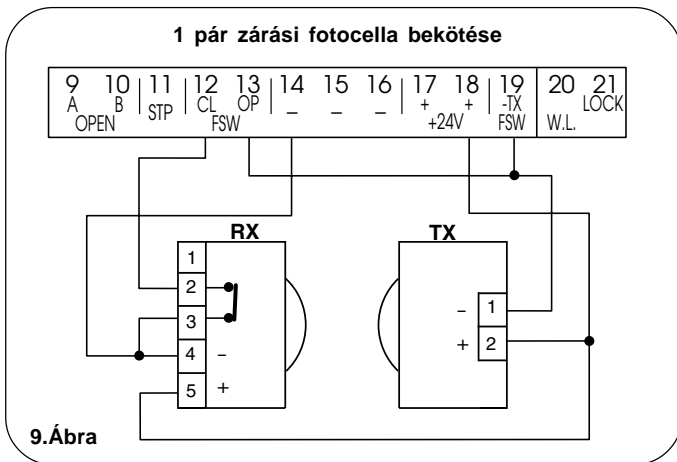 1 pár zárási fotocella bekötése
9 10 11 12 13 14 15 16 17 18 19 20 21
A B STP CL OP _ _ _ + + -TX LOCK
OPEN FSW +24V FSW W.L.
RX TX
1
2
3
4 –
5 +
– 1
+ 2
9.Ábra